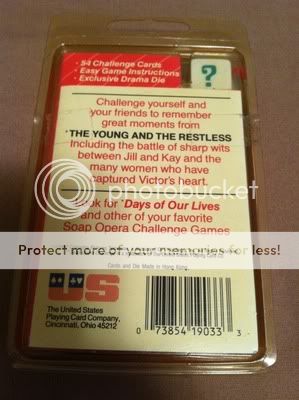 • 54 Challenge Cards
• Easy Game Instructions
• Exclusive Drama Die
?
Challenge yourself and
your friends to remember
great moments from
*THE YOUNG AND THE RESTLESS
Including the battle of sharp wits
between Jill and Kay and the
many women who have
captured Victor's heart.
photobucket
Look for *Days of Our Lives
and other of your favorite
Soap Opera Challenge Games
Protect more of your memories for less!
Cards and Die Made in Hong Kong.
US
The United States
Playing Card Company,
Cincinnati, Ohio 45212
0 73854 19033 3